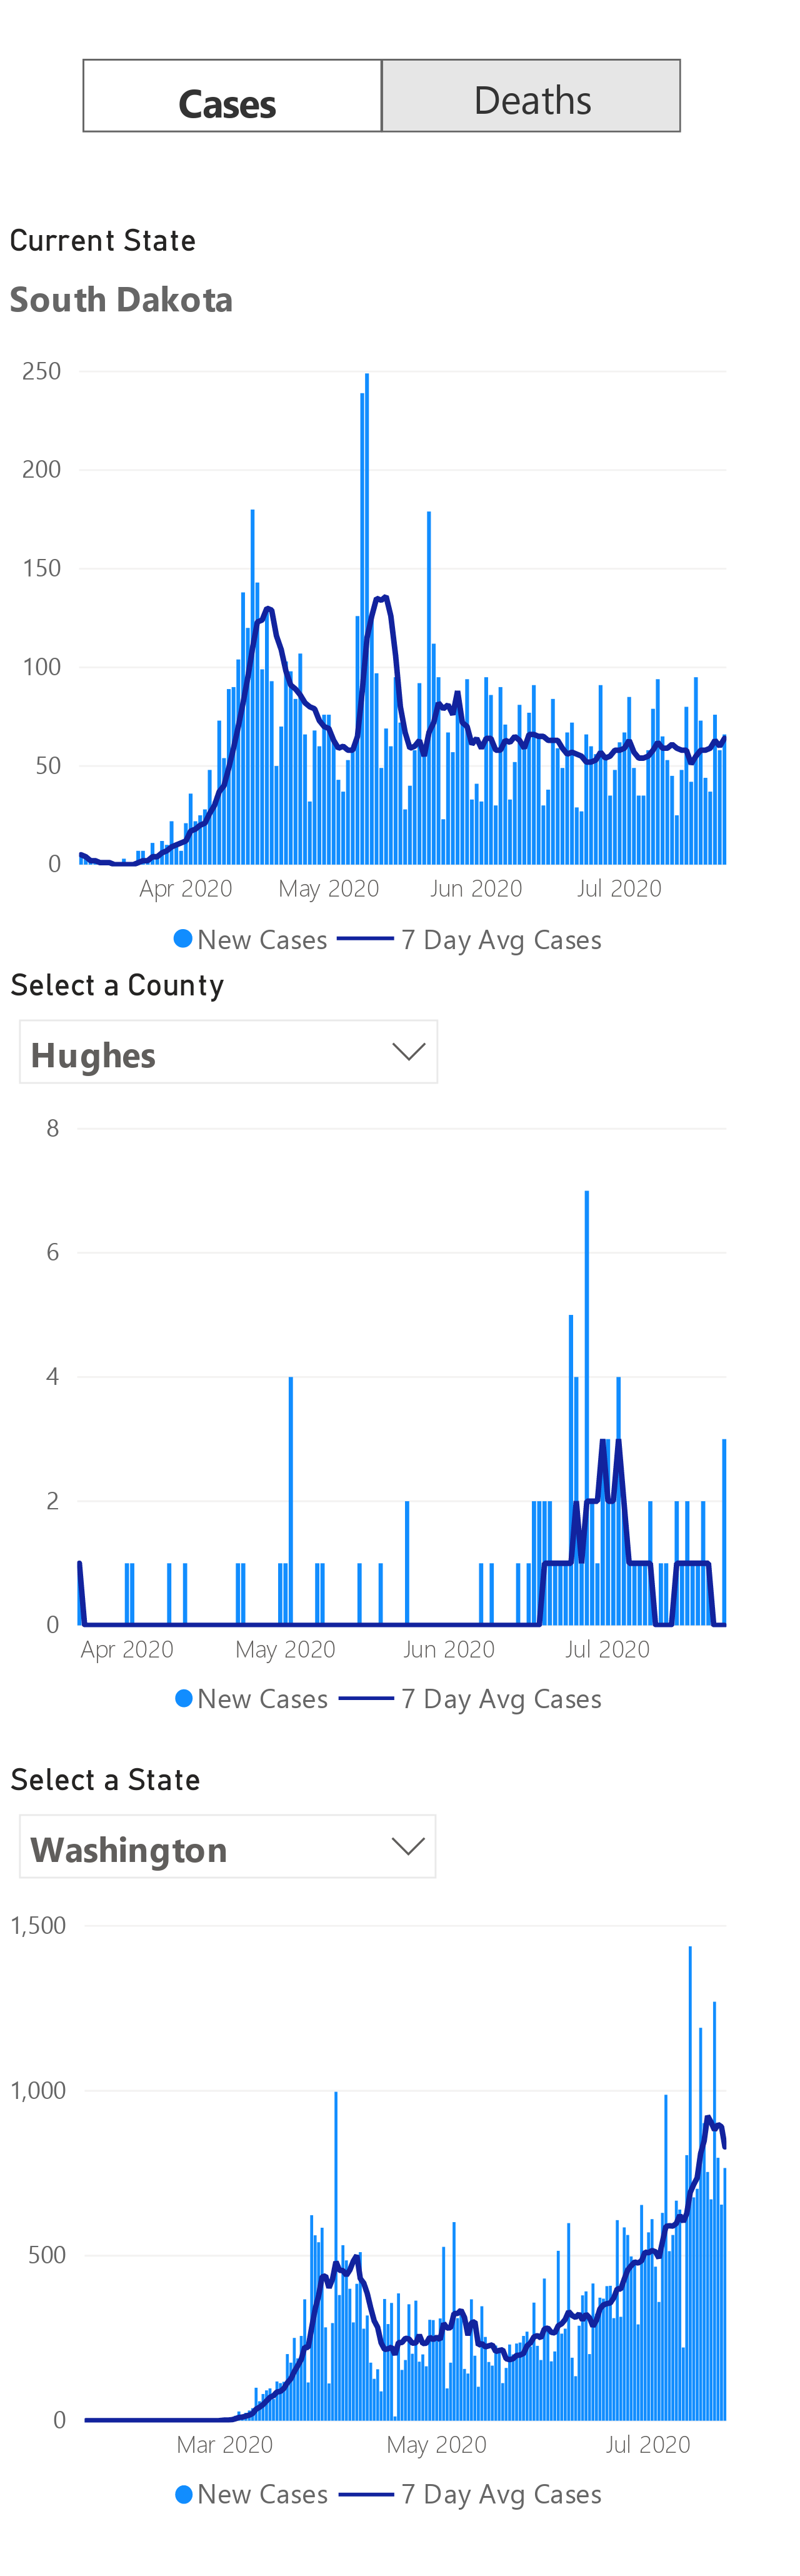 Cases Deaths
Current State
South Dakota
250
200
150
100
50
0
Apr 2020 May 2020 Jun 2020 Jul 2020
New Cases 7 Day Avg Cases
Select a County
Hughes
8
6
4
2
0
Apr 2020 May 2020 Jun 2020 Jul 2020
New Cases 7 Day Avg Cases
Select a State
Washington
1,500
1,000
500
0
Mar 2020 May 2020 Jul 2020
New Cases 7 Day Avg Cases